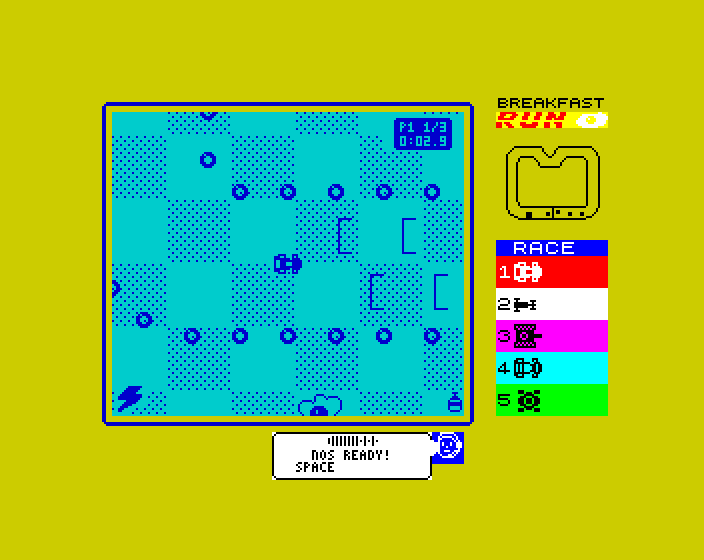 BREAKFAST
RUN
P1 1/3
0:02.9
RACE
1
2
3
4
5
NOS READY!
SPACE